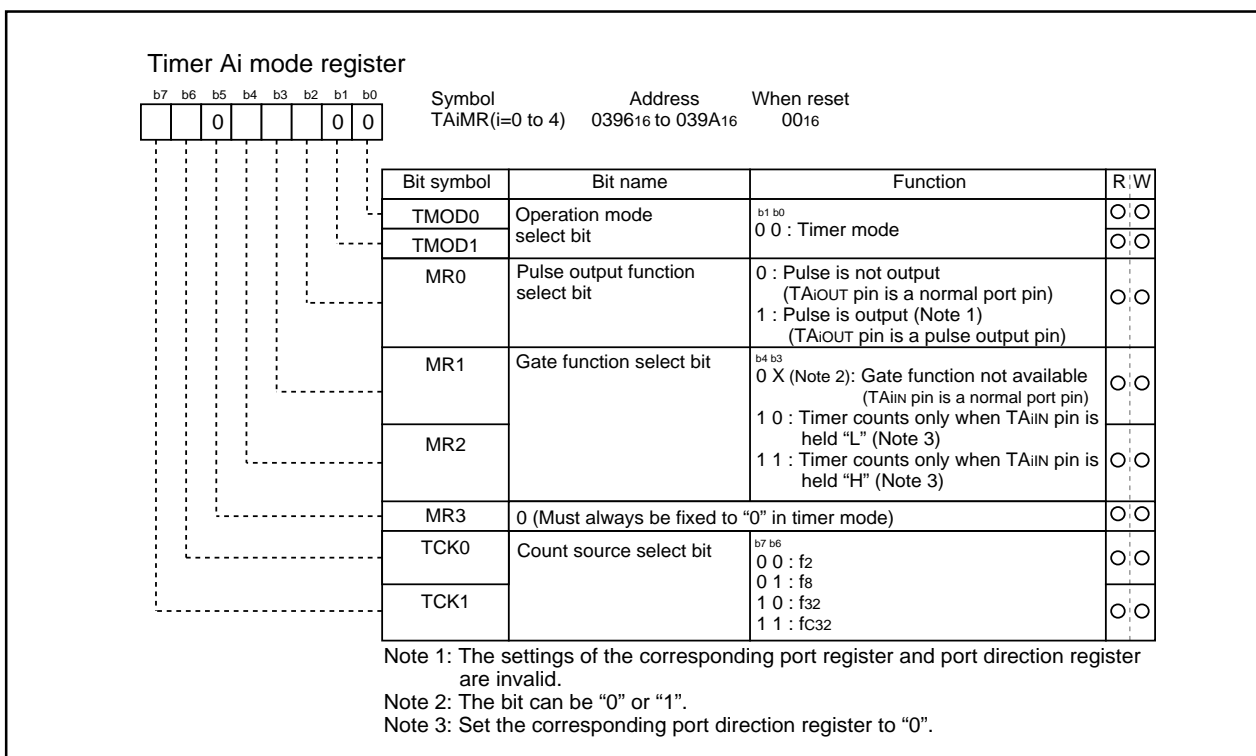 Timer Ai mode register
b7 b6 b5 b4 b3 b2 b1 b0
0 0 0
Symbol Address When reset
TAiMR(i=0 to 4) 039616 to 039A16 0016
Bit symbol Bit name Function R W
TMOD0 Operation mode
select bit
b1 b0
0 0 : Timer mode
TMOD1
MR0 Pulse output function
select bit
0 : Pulse is not output
(TAiOUT pin is a normal port pin)
1 : Pulse is output (Note 1)
(TAiOUT pin is a pulse output pin)
MR1 Gate function select bit
b4 b3
0 X (Note 2): Gate function not available
(TAiIN pin is a normal port pin)
1 0 : Timer counts only when TAiIN pin is
held “L” (Note 3)
MR2
1 1 : Timer counts only when TAiIN pin is
held “H” (Note 3)
MR3 0 (Must always be fixed to “0” in timer mode)
TCK0 Count source select bit
b7 b6
0 0 : f2
0 1 : f8
TCK1
1 0 : f32
1 1 : fC32
Note 1: The settings of the corresponding port register and port direction register
are invalid.
Note 2: The bit can be “0” or “1”.
Note 3: Set the corresponding port direction register to “0”.